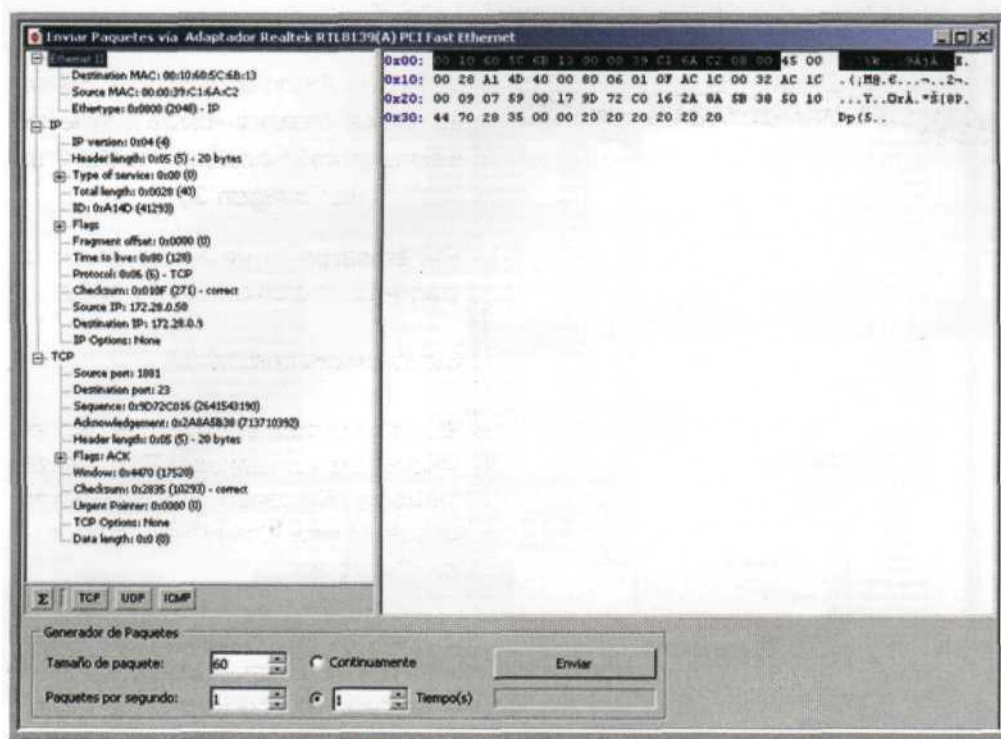 Enviar Paquetes vía Adaptador Realtek RTL8139(A) PCI Fast Ethernet
Ethernet II
Destination MAC: 00:10:60:5C:6B:13
Source MAC: 00:00:39:C1:6A:C2
Ethertype: 0x0800 (2048) - IP
IP
IP version: 0x04 (4)
Header length: 0x05 (5) - 20 bytes
Type of service: 0x00 (0)
Total length: 0x0028 (40)
ID: 0xA14D (41293)
Flags
Fragment offset: 0x0000 (0)
Time to live: 0x80 (128)
Protocol: 0x06 (6) - TCP
Checksum: 0x010F (271) - correct
Source IP: 172.28.0.50
Destination IP: 172.28.0.9
IP Options: None
TCP
Source port: 1881
Destination port: 23
Sequence: 0x9D72C016 (2641543190)
Acknowledgement: 0x2A8A5B38 (713710392)
Header length: 0x05 (5) - 20 bytes
Flags: ACK
Window: 0x4470 (17520)
Checksum: 0x2835 (10293) - correct
Urgent Pointer: 0x0000 (0)
TCP Options: None
Data length: 0x0 (0)
0x00: 00 10 60 5C 6B 13 00 00 39 C1 6A C2 08 00 45 00
0x10: 00 28 A1 4D 40 00 80 06 01 0F AC 1C 00 32 AC 1C .(¡M@.€...¬..2¬.
0x20: 00 09 07 59 00 17 9D 72 C0 16 2A 8A 5B 38 50 10 ...Y...rÀ.*Š[8P.
0x30: 44 70 28 35 00 00 20 20 20 20 20 20 Dp(5..
Σ TCP UDP ICMP
Generador de Paquetes
Tamaño de paquete: 60 Continuamente Enviar
Paquetes por segundo: 1 1 Tiempo(s)